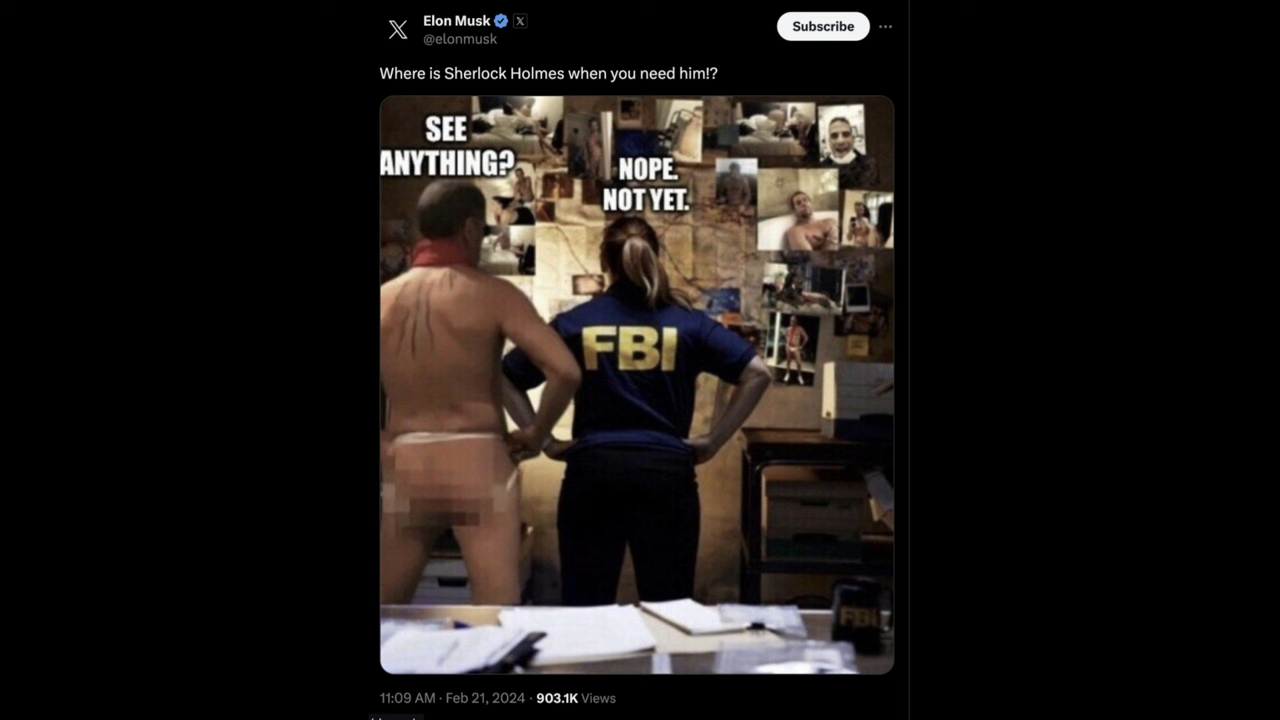 Elon Musk
@elonmusk
Subscribe
Where is Sherlock Holmes when you need him!?
SEE
ANYTHING?
NOPE.
NOT YET.
FBI
FBI
11:09 AM · Feb 21, 2024 · 903.1K Views